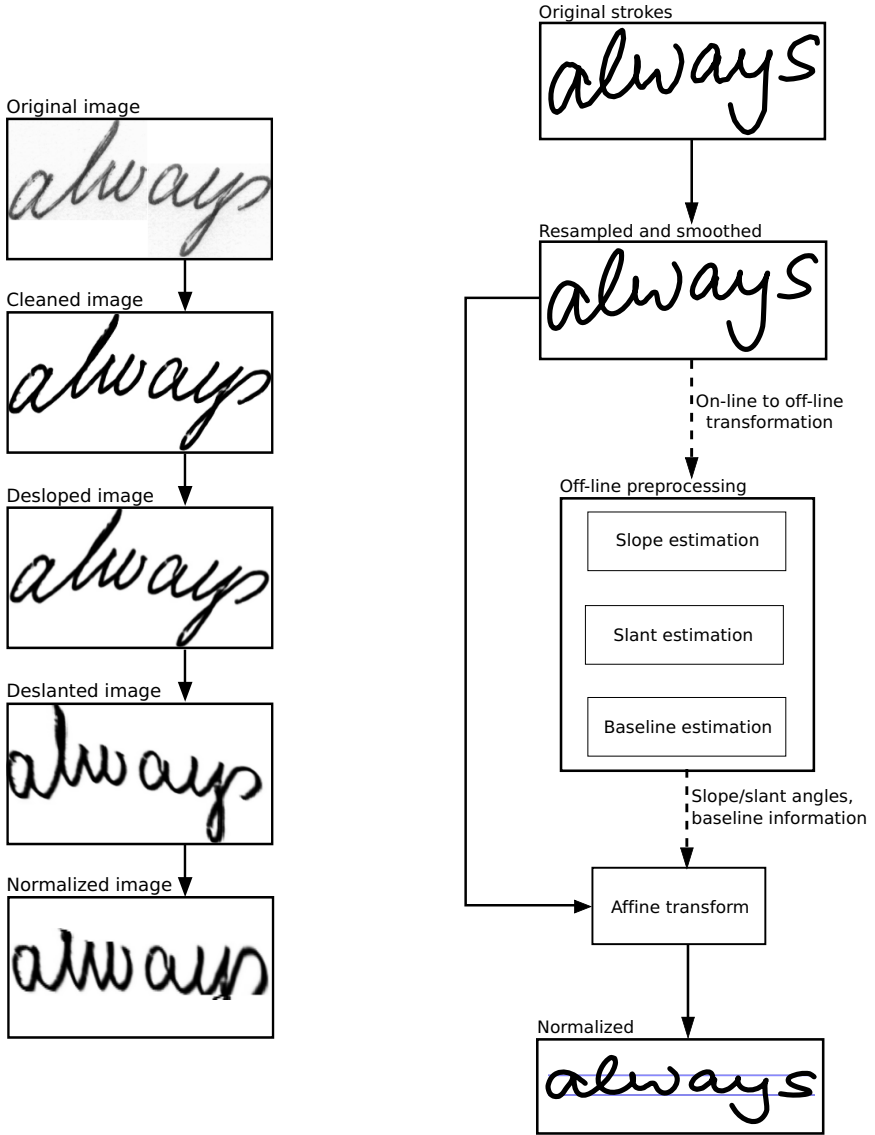 Original image
always
Cleaned image
always
Desloped image
always
Deslanted image
always
Normalized image
always
Original strokes
always
Resampled and smoothed
always
On-line to off-line
transformation
Off-line preprocessing
Slope estimation
Slant estimation
Baseline estimation
Slope/slant angles,
baseline information
Affine transform
Normalized
always